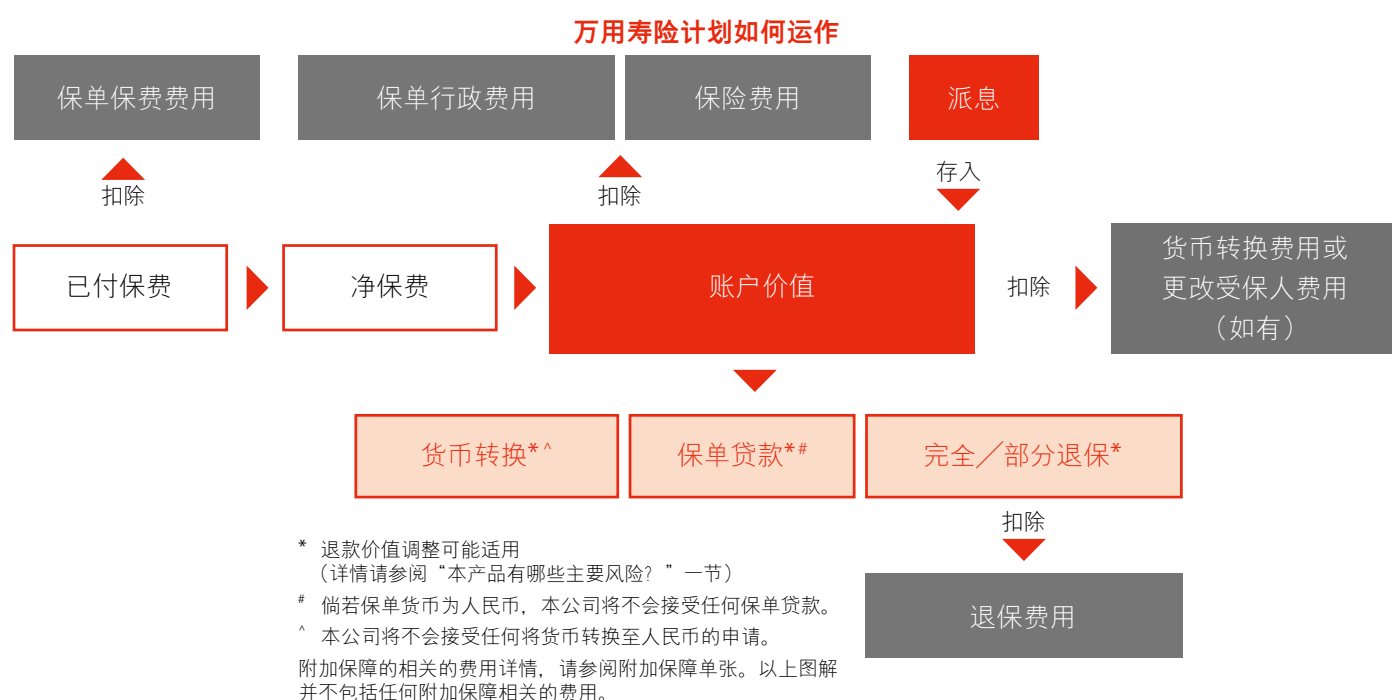 万用寿险计划如何运作
保单保费费用
保单行政费用
保险费用
派息
扣除
扣除
存入
已付保费
净保费
账户价值
扣除
货币转换费用或
更改受保人费用
（如有）
货币转换*^
保单贷款*#
完全／部分退保*
扣除
退保费用
* 退款价值调整可能适用
（详情请参阅“本产品有哪些主要风险？”一节）
# 倘若保单货币为人民币，本公司将不会接受任何保单贷款。
^ 本公司将不会接受任何将货币转换至人民币的申请。
附加保障的相关的费用详情，请参阅附加保障单张。以上图解
并不包括任何附加保障相关的费用。